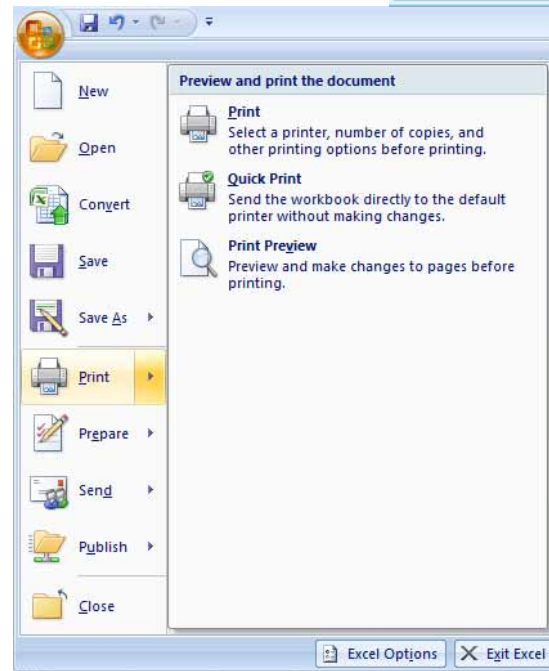 New
Open
Convert
Save
Save As
Print
Prepare
Send
Publish
Close
Preview and print the document
Print
Select a printer, number of copies, and
other printing options before printing.
Quick Print
Send the workbook directly to the default
printer without making changes.
Print Preview
Preview and make changes to pages before
printing.
Excel Options
Exit Excel